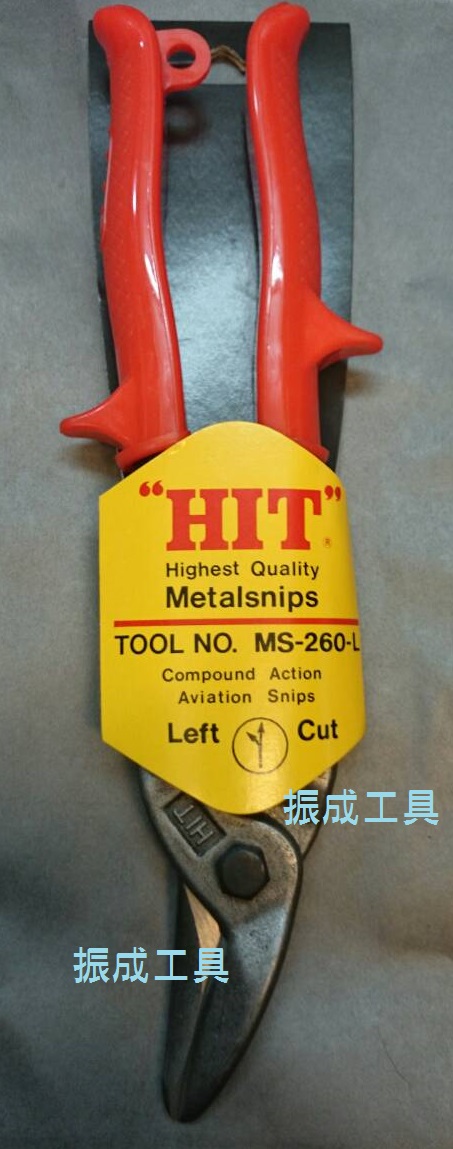 "HIT"®
Highest Quality
Metalsnips
TOOL NO. MS-260-L
Compound Action
Aviation Snips
Left Cut
振成工具
HIT
振成工具